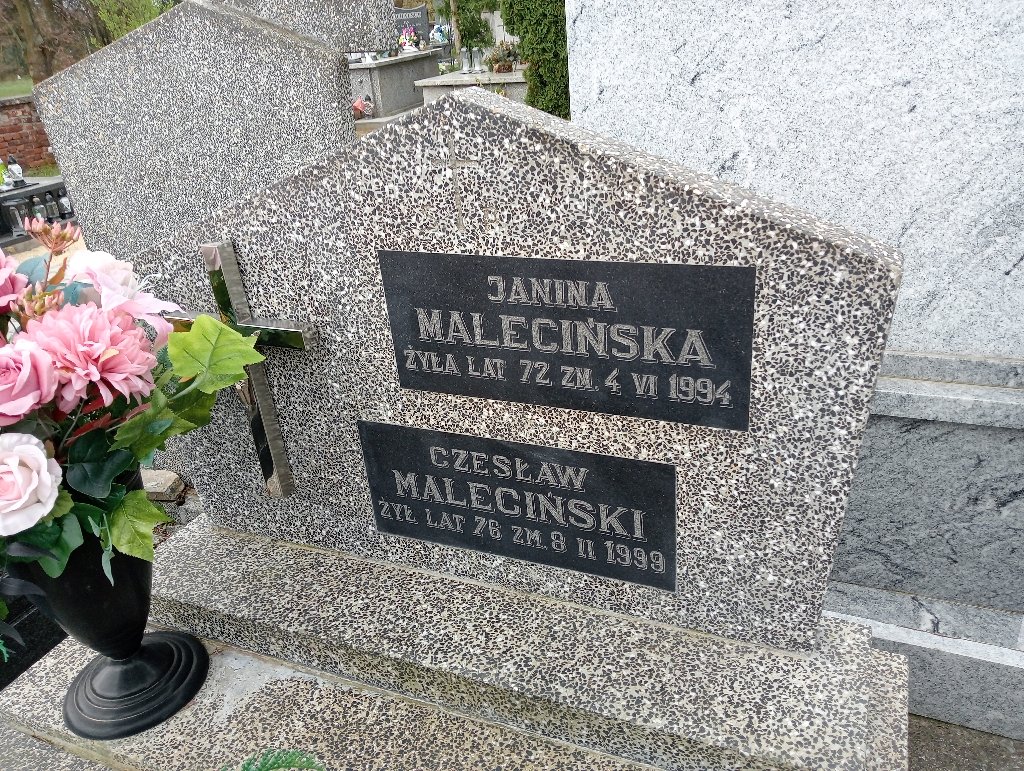 JANINA
MALECIŃSKA
ŻYŁA LAT 72 ZM. 4 VI 1994
CZESŁAW
MALECIŃSKI
ŻYŁ LAT 76 ZM. 8 II 1999